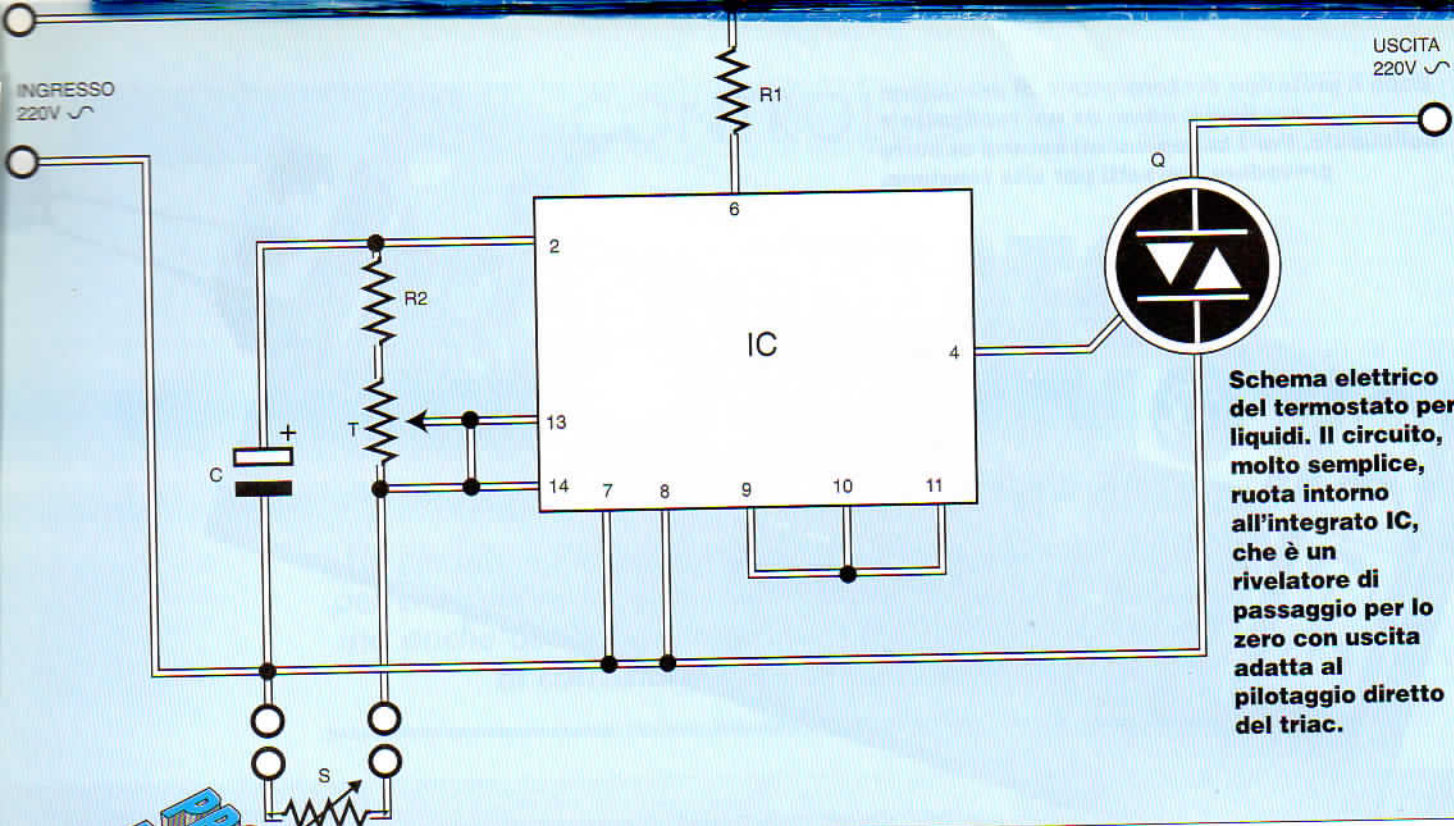 INGRESSO
220V
USCITA
220V
R1
Q
6
2
R2
IC
4
T
13
+
C
14
7
8
9
10
11
S
Schema elettrico
del termostato per
liquidi. Il circuito,
molto semplice,
ruota intorno
all'integrato IC,
che è un
rivelatore di
passaggio per lo
zero con uscita
adatta al
pilotaggio diretto
del triac.